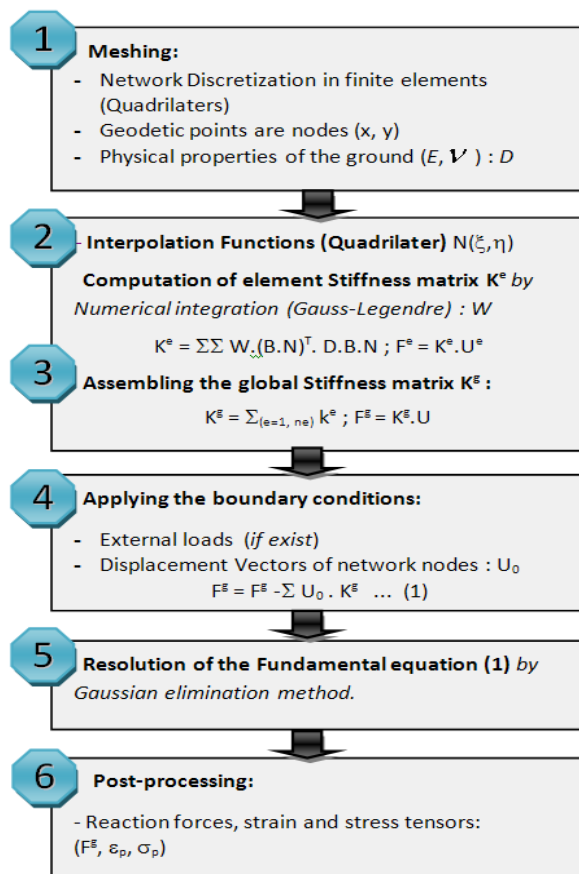 1
Meshing:
- Network Discretization in finite elements
(Quadrilaters)
- Geodetic points are nodes (x, y)
- Physical properties of the ground (E, ν ) : D
2
- Interpolation Functions (Quadrilater) N(ξ,η)
Computation of element Stiffness matrix Kᵉ by
Numerical integration (Gauss-Legendre) : W
Kᵉ = ΣΣ W.(B.N)ᵀ. D.B.N ; Fᵉ = Kᵉ.Uᵉ
3
Assembling the global Stiffness matrix Kᵍ :
Kᵍ = Σ₍ₑ₌₁, ₙₑ₎ kᵉ ; Fᵍ = Kᵍ.U
4
Applying the boundary conditions:
- External loads (if exist)
- Displacement Vectors of network nodes : U₀
Fᵍ = Fᵍ -Σ U₀ . Kᵍ ... (1)
5
Resolution of the Fundamental equation (1) by
Gaussian elimination method.
6
Post-processing:
- Reaction forces, strain and stress tensors:
(Fᵍ, εₚ, σₚ)